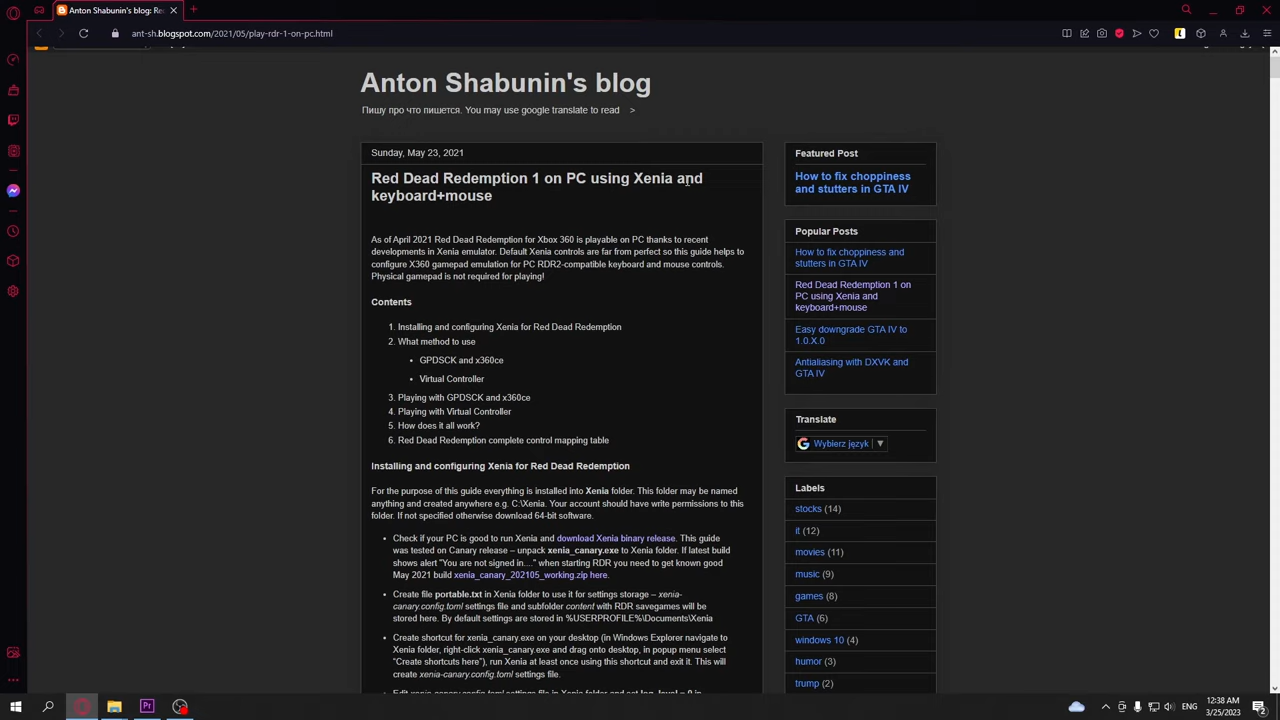 Anton Shabunin's blog: Rec
ant-sh.blogspot.com/2021/05/play-rdr-1-on-pc.html
Anton Shabunin's blog
Пишу про что пишется. You may use google translate to read >
Sunday, May 23, 2021
Red Dead Redemption 1 on PC using Xenia and
keyboard+mouse
As of April 2021 Red Dead Redemption for Xbox 360 is playable on PC thanks to recent
developments in Xenia emulator. Default Xenia controls are far from perfect so this guide helps to
configure X360 gamepad emulation for PC RDR2-compatible keyboard and mouse controls.
Physical gamepad is not required for playing!
Contents
1. Installing and configuring Xenia for Red Dead Redemption
2. What method to use
• GPDSCK and x360ce
• Virtual Controller
3. Playing with GPDSCK and x360ce
4. Playing with Virtual Controller
5. How does it all work?
6. Red Dead Redemption complete control mapping table
Installing and configuring Xenia for Red Dead Redemption
For the purpose of this guide everything is installed into Xenia folder. This folder may be named
anything and created anywhere e.g. C:\Xenia. Your account should have write permissions to this
folder. If not specified otherwise download 64-bit software.
• Check if your PC is good to run Xenia and download Xenia binary release. This guide
was tested on Canary release – unpack xenia_canary.exe to Xenia folder. If latest build
shows alert "You are not signed in...." when starting RDR you need to get known good
May 2021 build xenia_canary_202105_working.zip here.
• Create file portable.txt in Xenia folder to use it for settings storage – xenia-
canary.config.toml settings file and subfolder content with RDR savegames will be
stored here. By default settings are stored in %USERPROFILE%\Documents\Xenia
• Create shortcut for xenia_canary.exe on your desktop (in Windows Explorer navigate to
Xenia folder, right-click xenia_canary.exe and drag onto desktop, in popup menu select
"Create shortcuts here"), run Xenia at least once using this shortcut and exit it. This will
create xenia-canary.config.toml settings file.
• Edit xenia-canary.config.toml settings file in Xenia folder and set log_level = 0 in
Featured Post
How to fix choppiness
and stutters in GTA IV
Popular Posts
How to fix choppiness and
stutters in GTA IV
Red Dead Redemption 1 on
PC using Xenia and
keyboard+mouse
Easy downgrade GTA IV to
1.0.X.0
Antialiasing with DXVK and
GTA IV
Translate
Wybierz język ▼
Labels
stocks (14)
it (12)
movies (11)
music (9)
games (8)
GTA (6)
windows 10 (4)
humor (3)
trump (2)
Pr
ENG
12:38 AM
3/25/2023